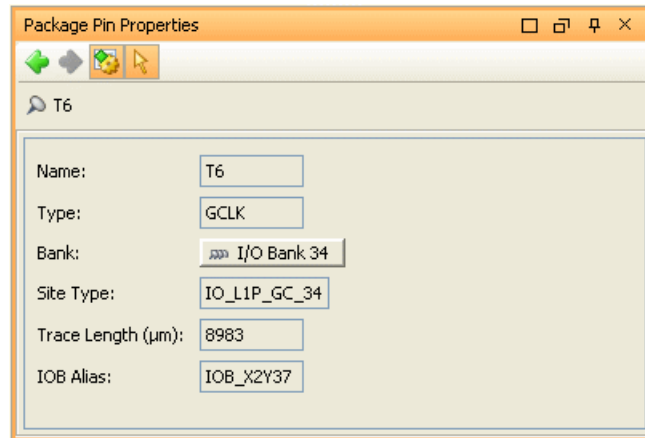 Package Pin Properties
T6
Name: T6
Type: GCLK
Bank: I/O Bank 34
Site Type: IO_L1P_GC_34
Trace Length (µm): 8983
IOB Alias: IOB_X2Y37